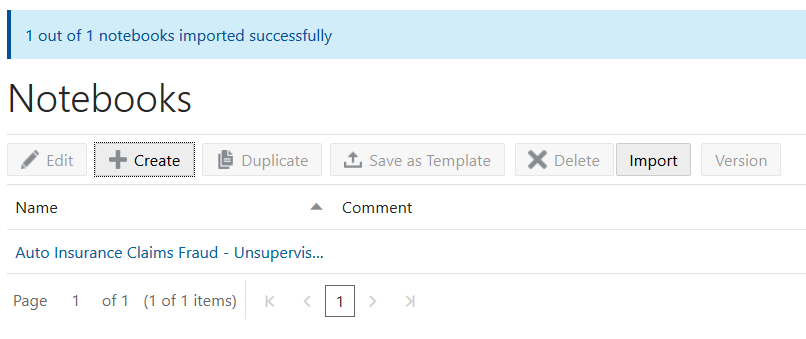 1 out of 1 notebooks imported successfully
Notebooks
Edit Create Duplicate Save as Template Delete Import Version
Name Comment
Auto Insurance Claims Fraud - Unsupervis...
Page 1 of 1 (1 of 1 items) 1